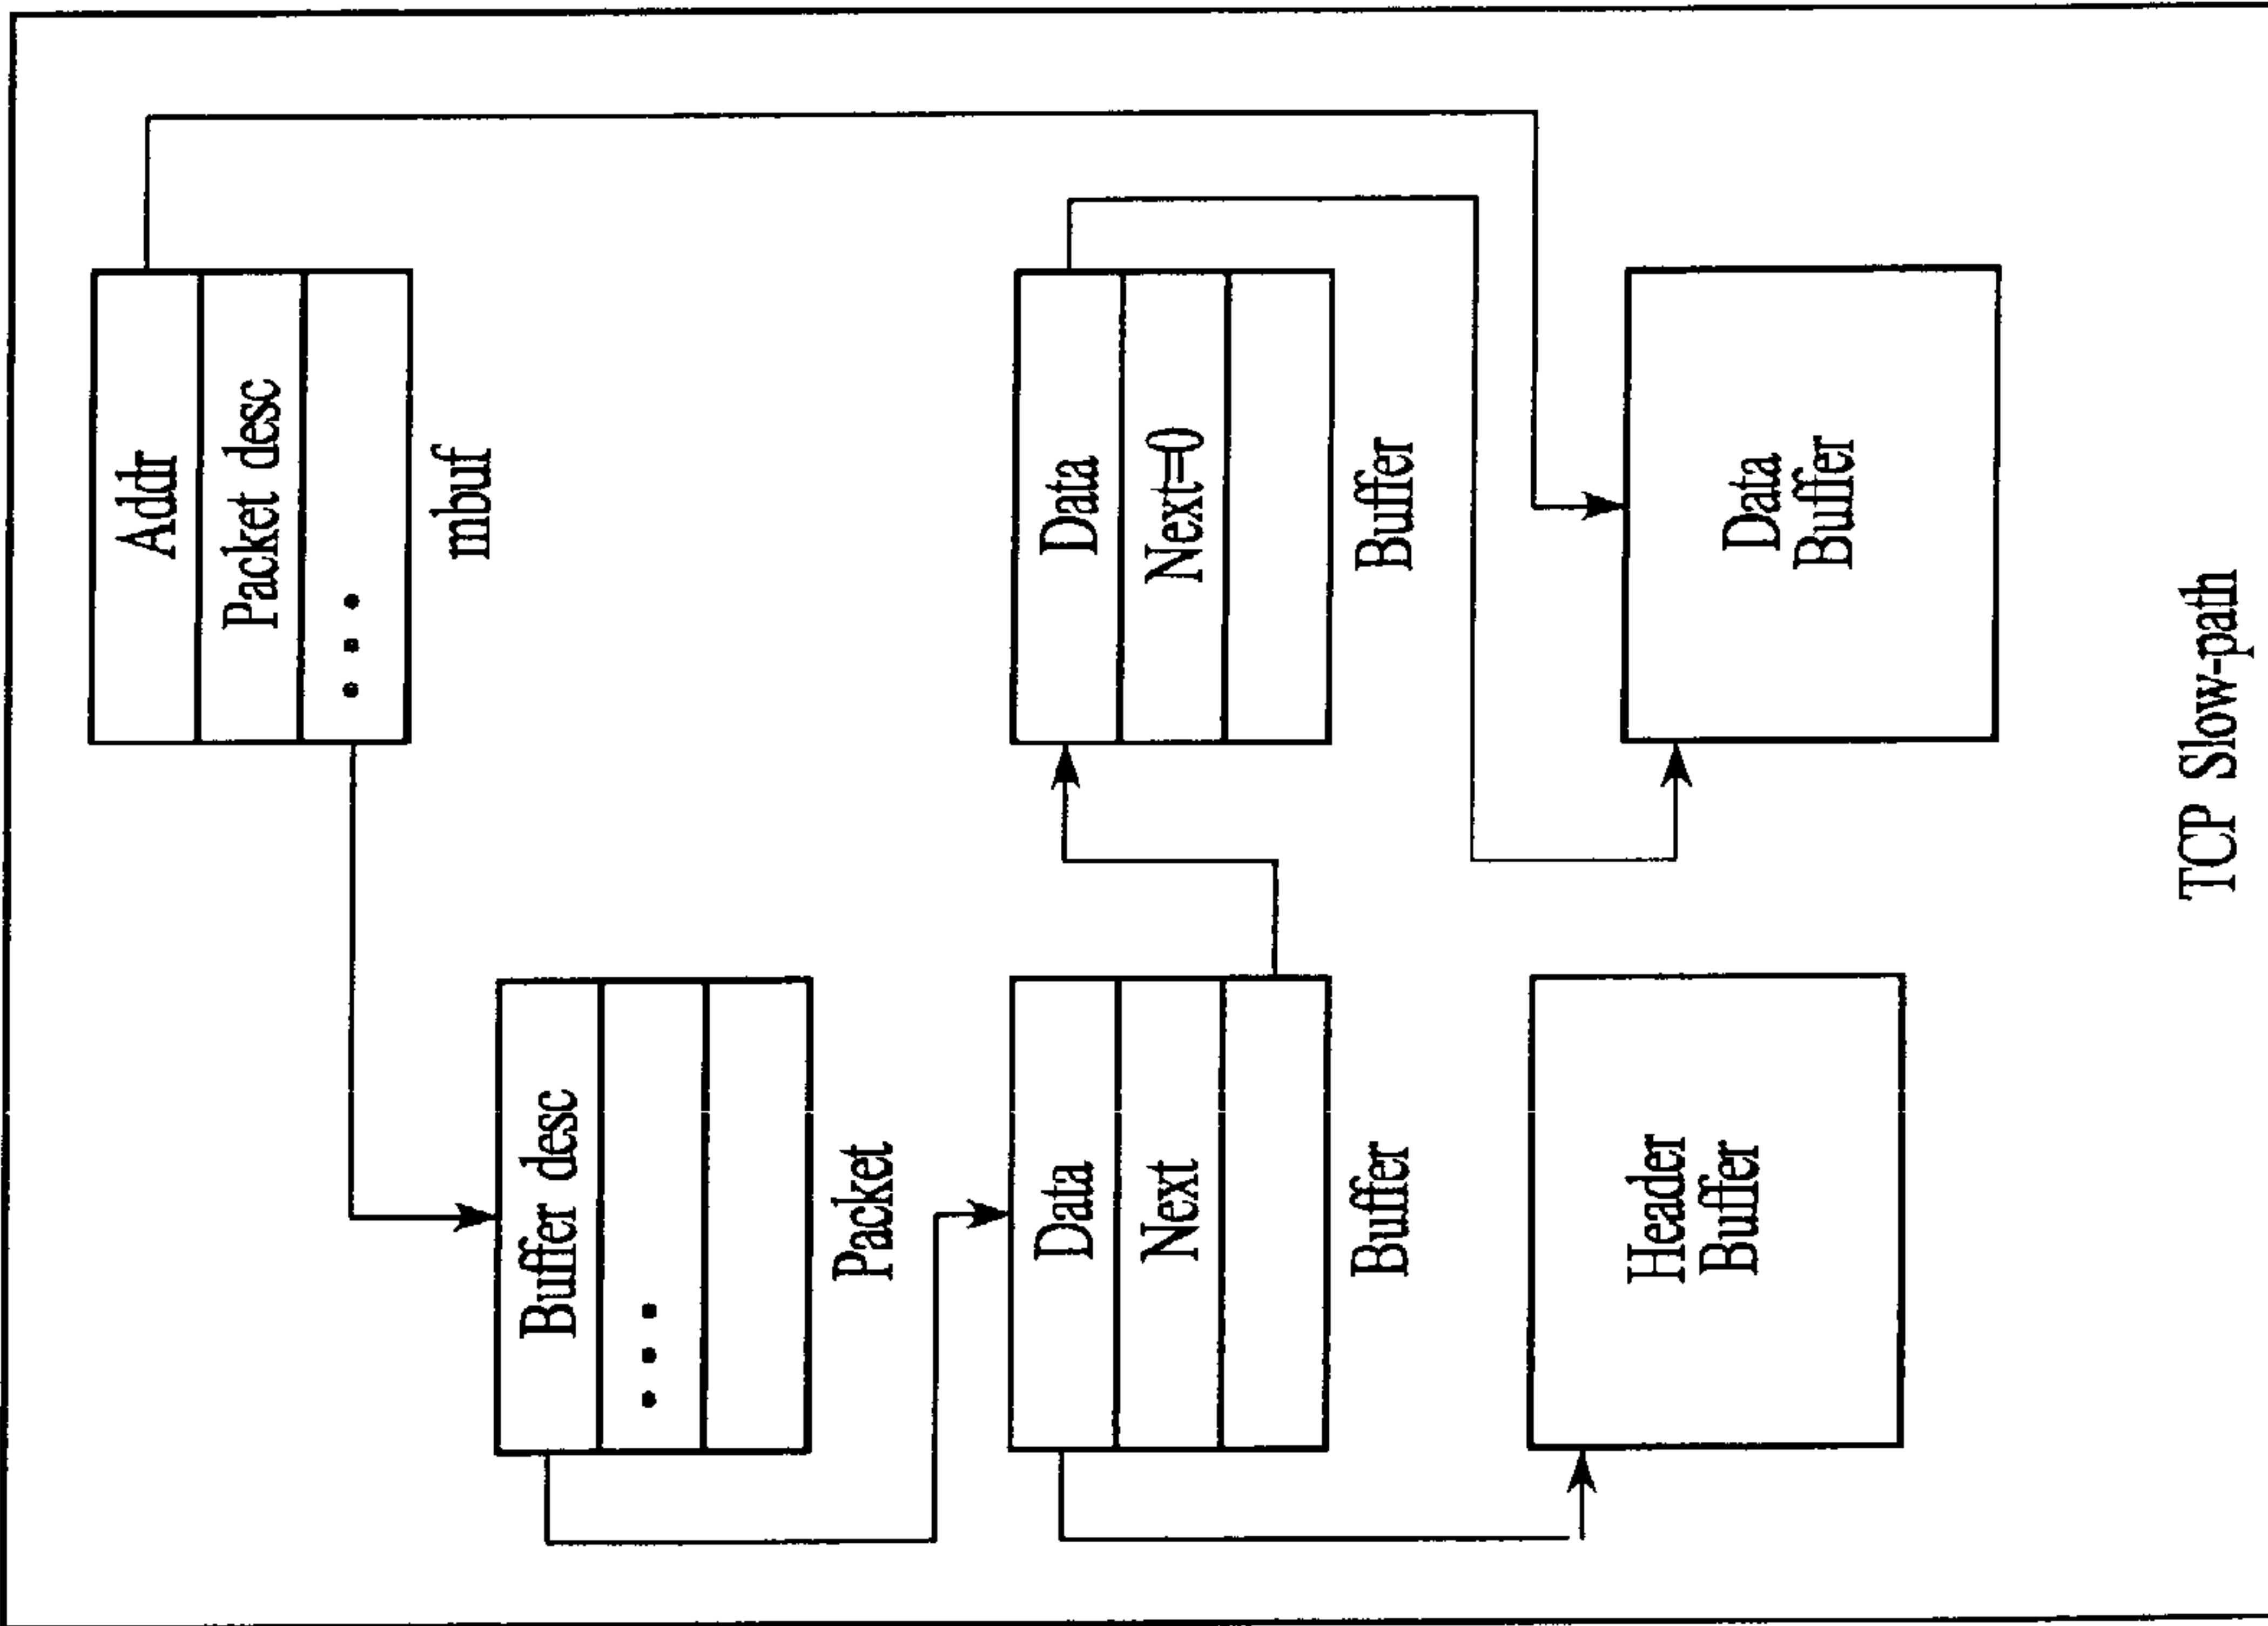 Addr
Packet desc
...
mbuf
Buffer desc
...
Packet
Data
Next
Buffer
Data
Next=0
Buffer
Header
Buffer
Data
Buffer
TCP Slow-path